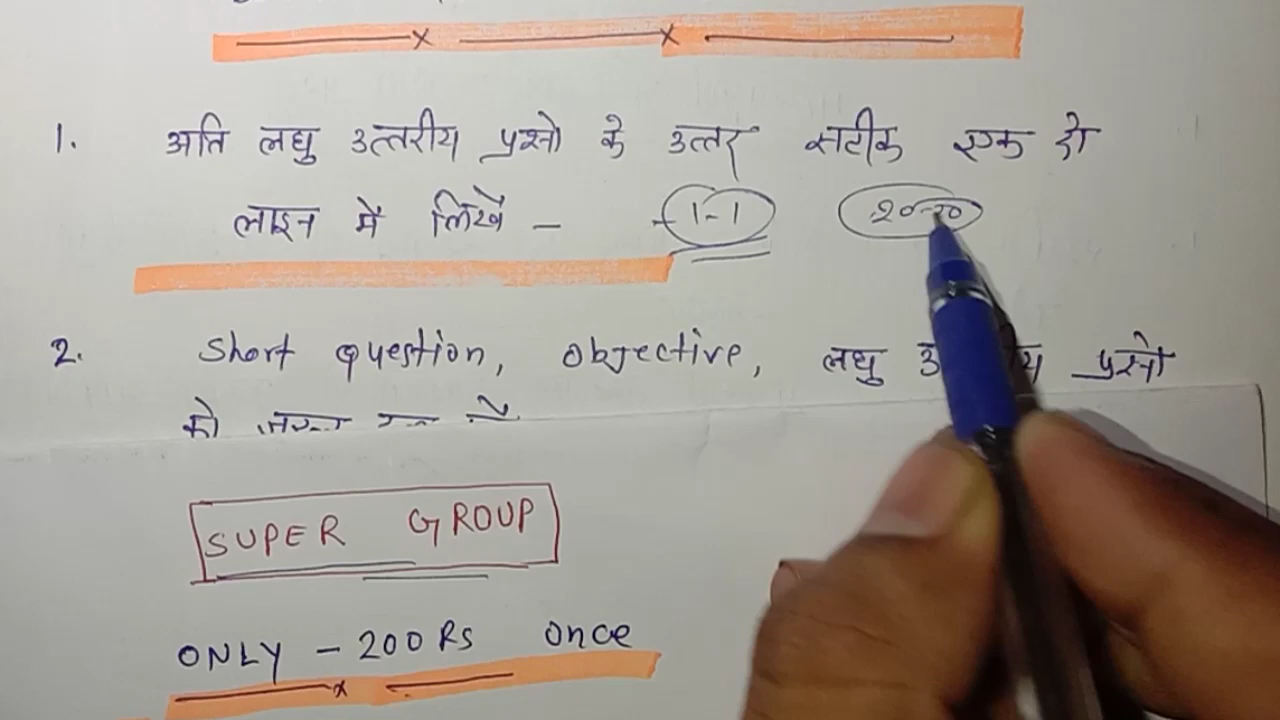 1. अति लघु उत्तरीय प्रश्नो के उत्तर सटीक एक दो
लाइन में लिखें – 1-1
2. Short question, objective, लघु प्रश्नो
को
SUPER GROUP
ONLY – 200 RS once